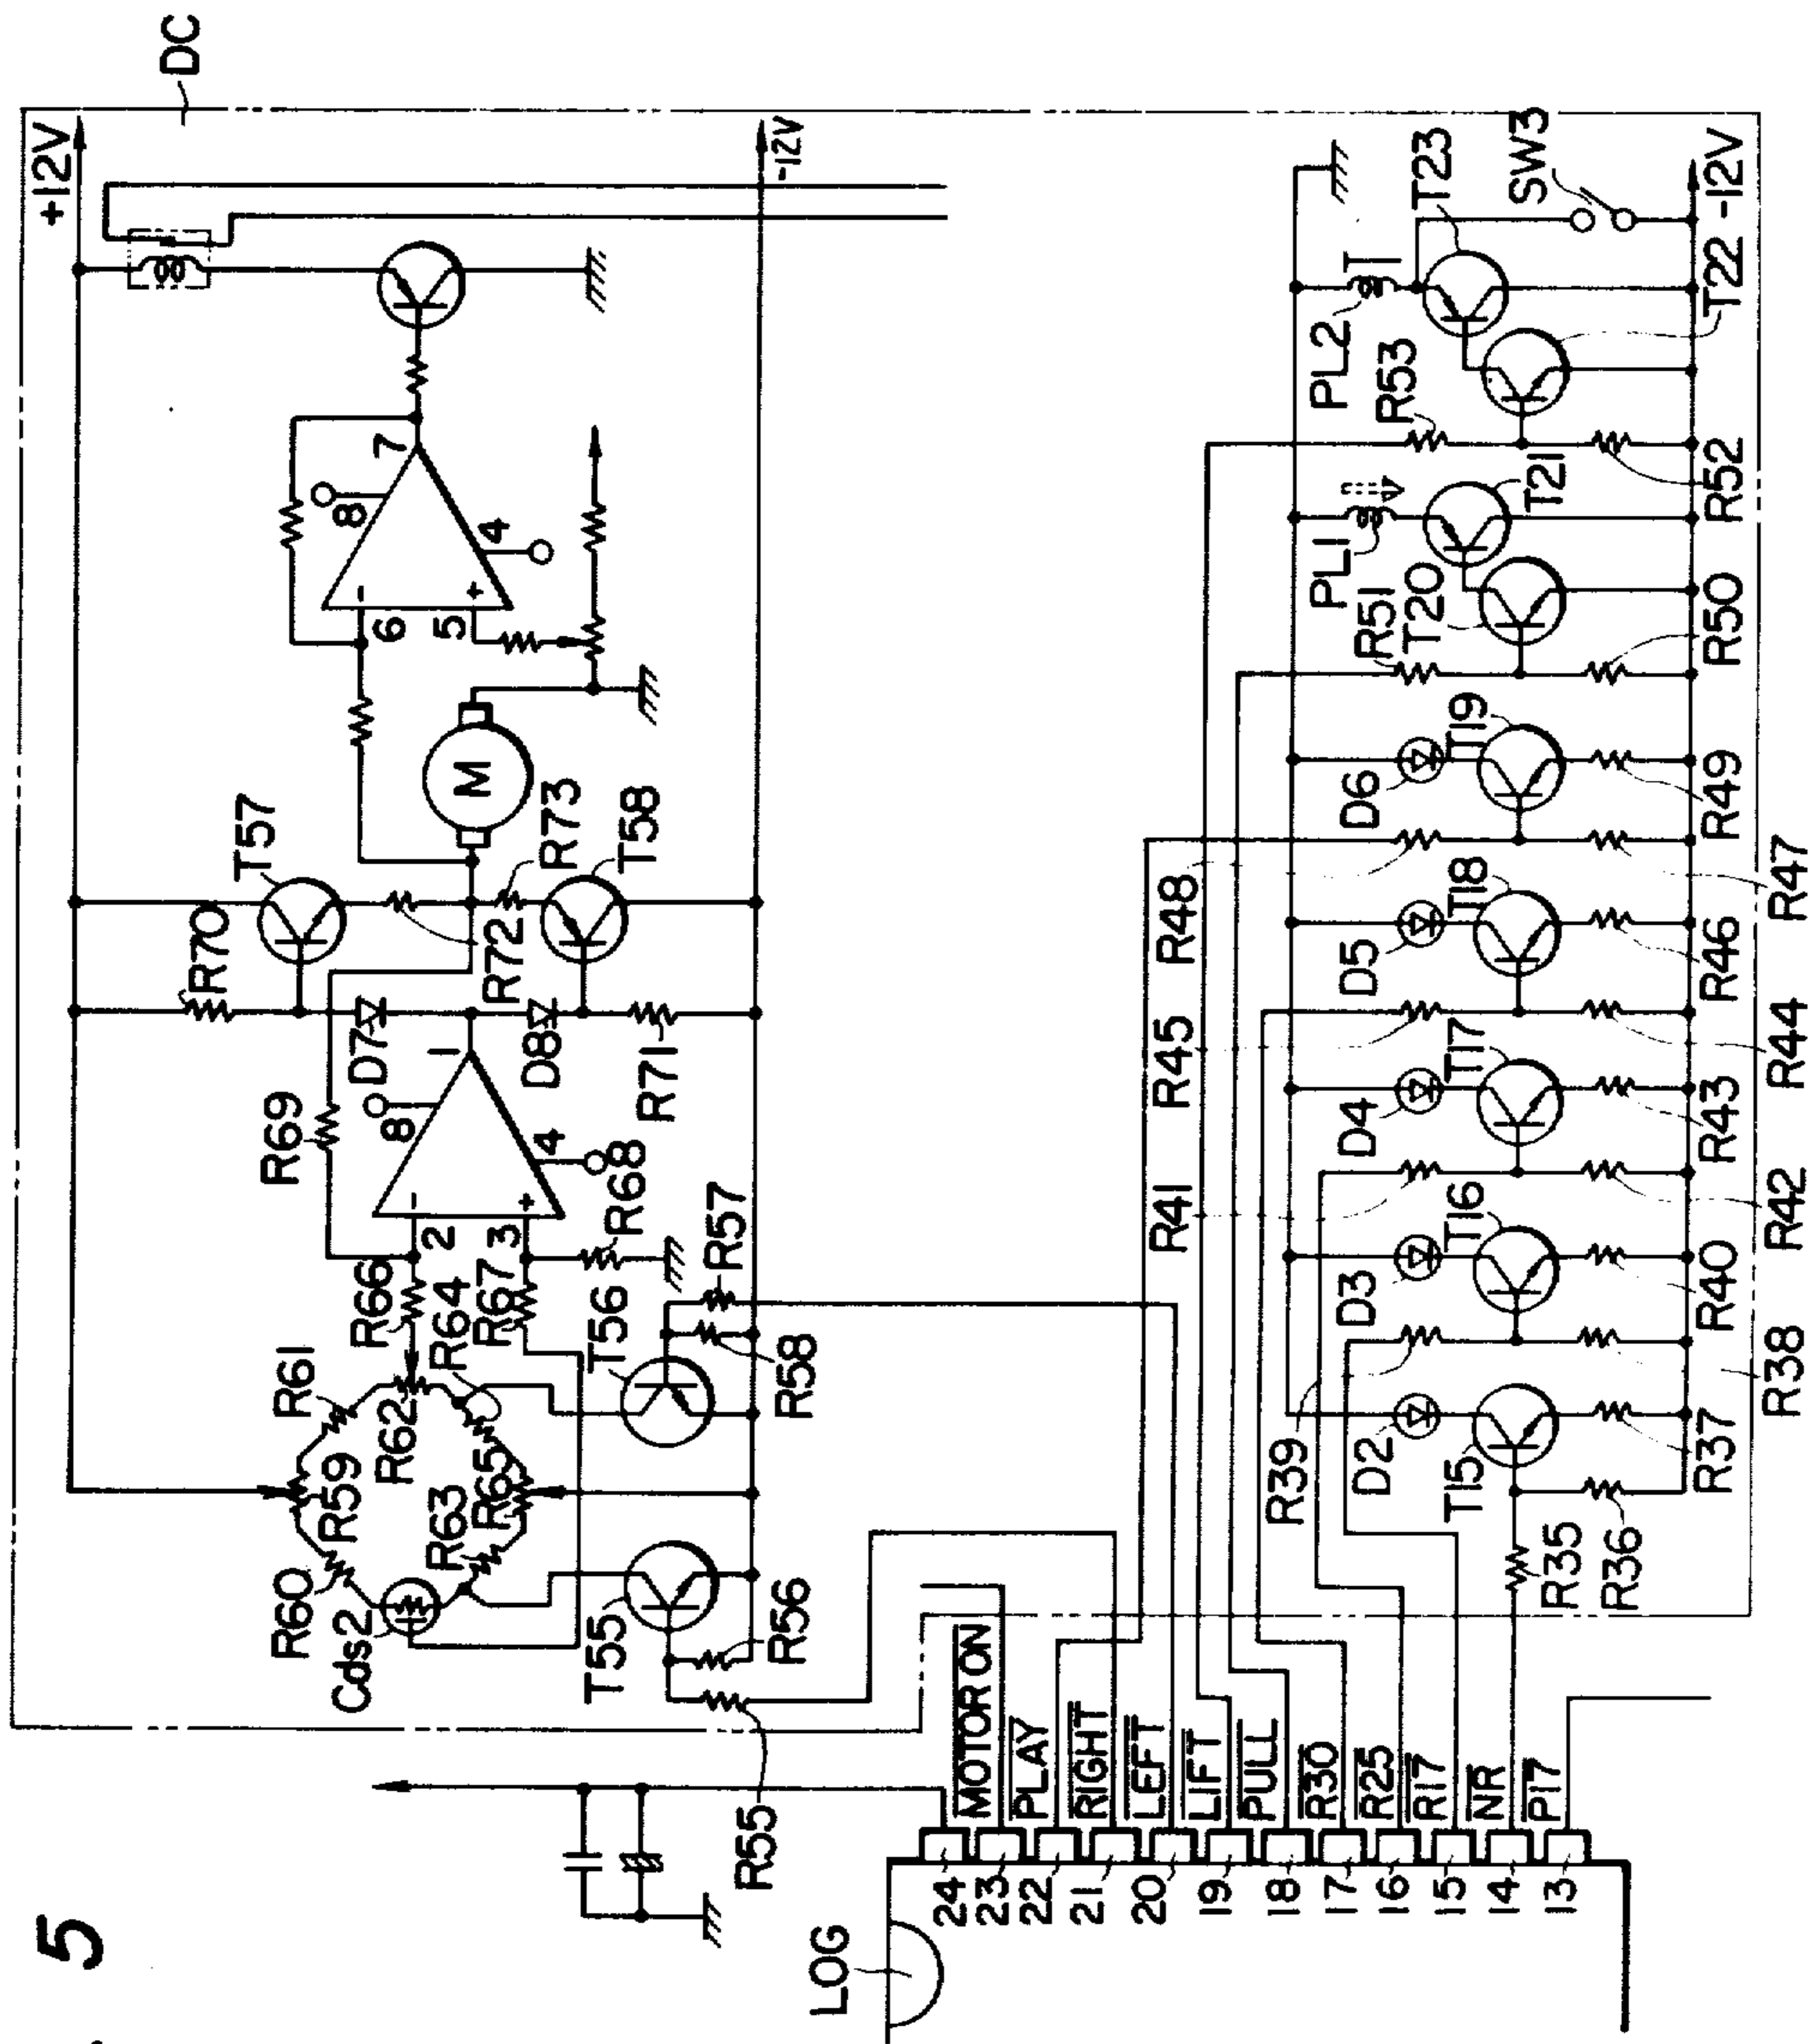 5
+12V
DC
-12V
7
8
4
6
-
5
+
M
T57
R70
R72
R73
T58
D7
1
D8
R71
R69
8
4
2
-
3
+
R68
R57
R66
R64
R67
T56
R58
R61
R62
R59
R65
R63
R60
Cds2
T55
R56
R55
PL2
T23
SW3
-12V
T22
R53
R52
PL1
T21
R51
T20
R50
D6
T19
R49
R48
R47
D5
T18
R46
R45
R44
D4
T17
R43
R41
R42
D3
T16
R40
R39
R38
D2
T15
R37
R35
R36
LOG
24
23 MOTOR ON
22 PLAY
21 RIGHT
20 LEFT
19 LIFT
18 PULL
17 R30
16 R25
15 R17
14 NR
13 P17